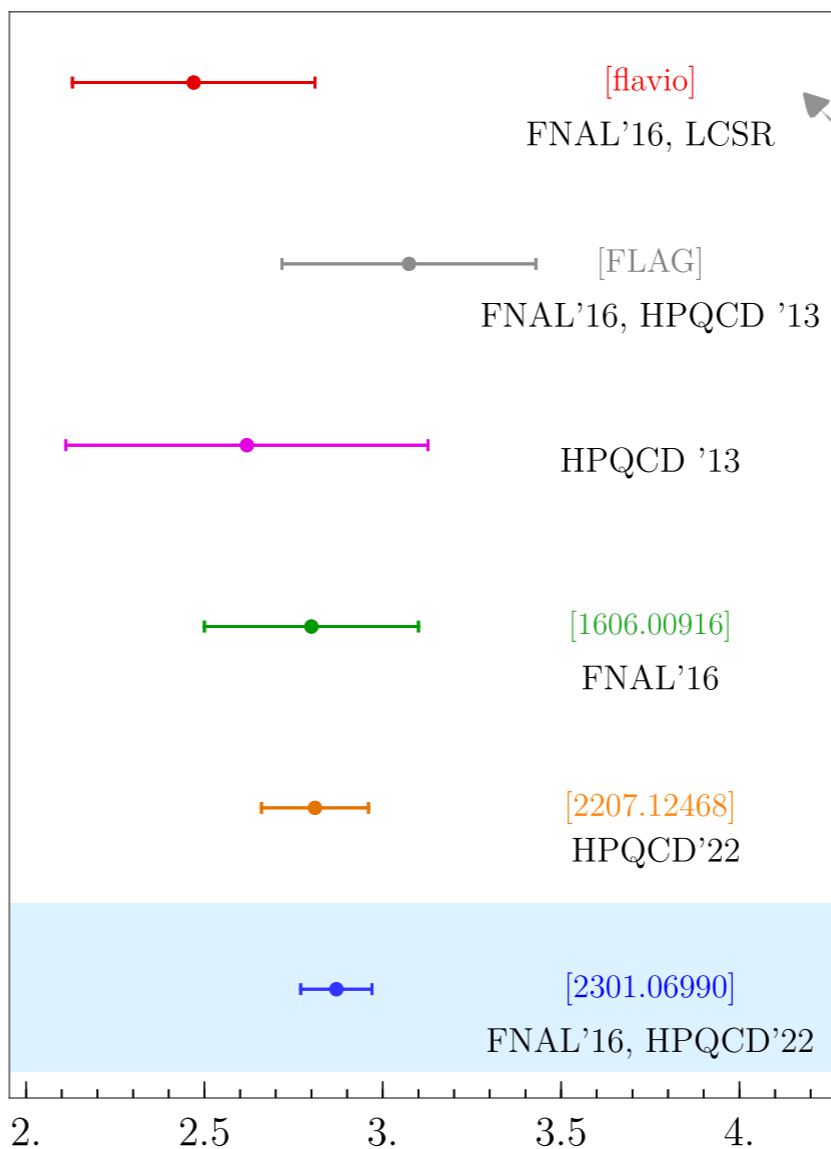 [flavio]
FNAL'16, LCSR
[FLAG]
FNAL'16, HPQCD '13
HPQCD '13
[1606.00916]
FNAL'16
[2207.12468]
HPQCD'22
[2301.06990]
FNAL'16, HPQCD'22
2. 2.5 3. 3.5 4.